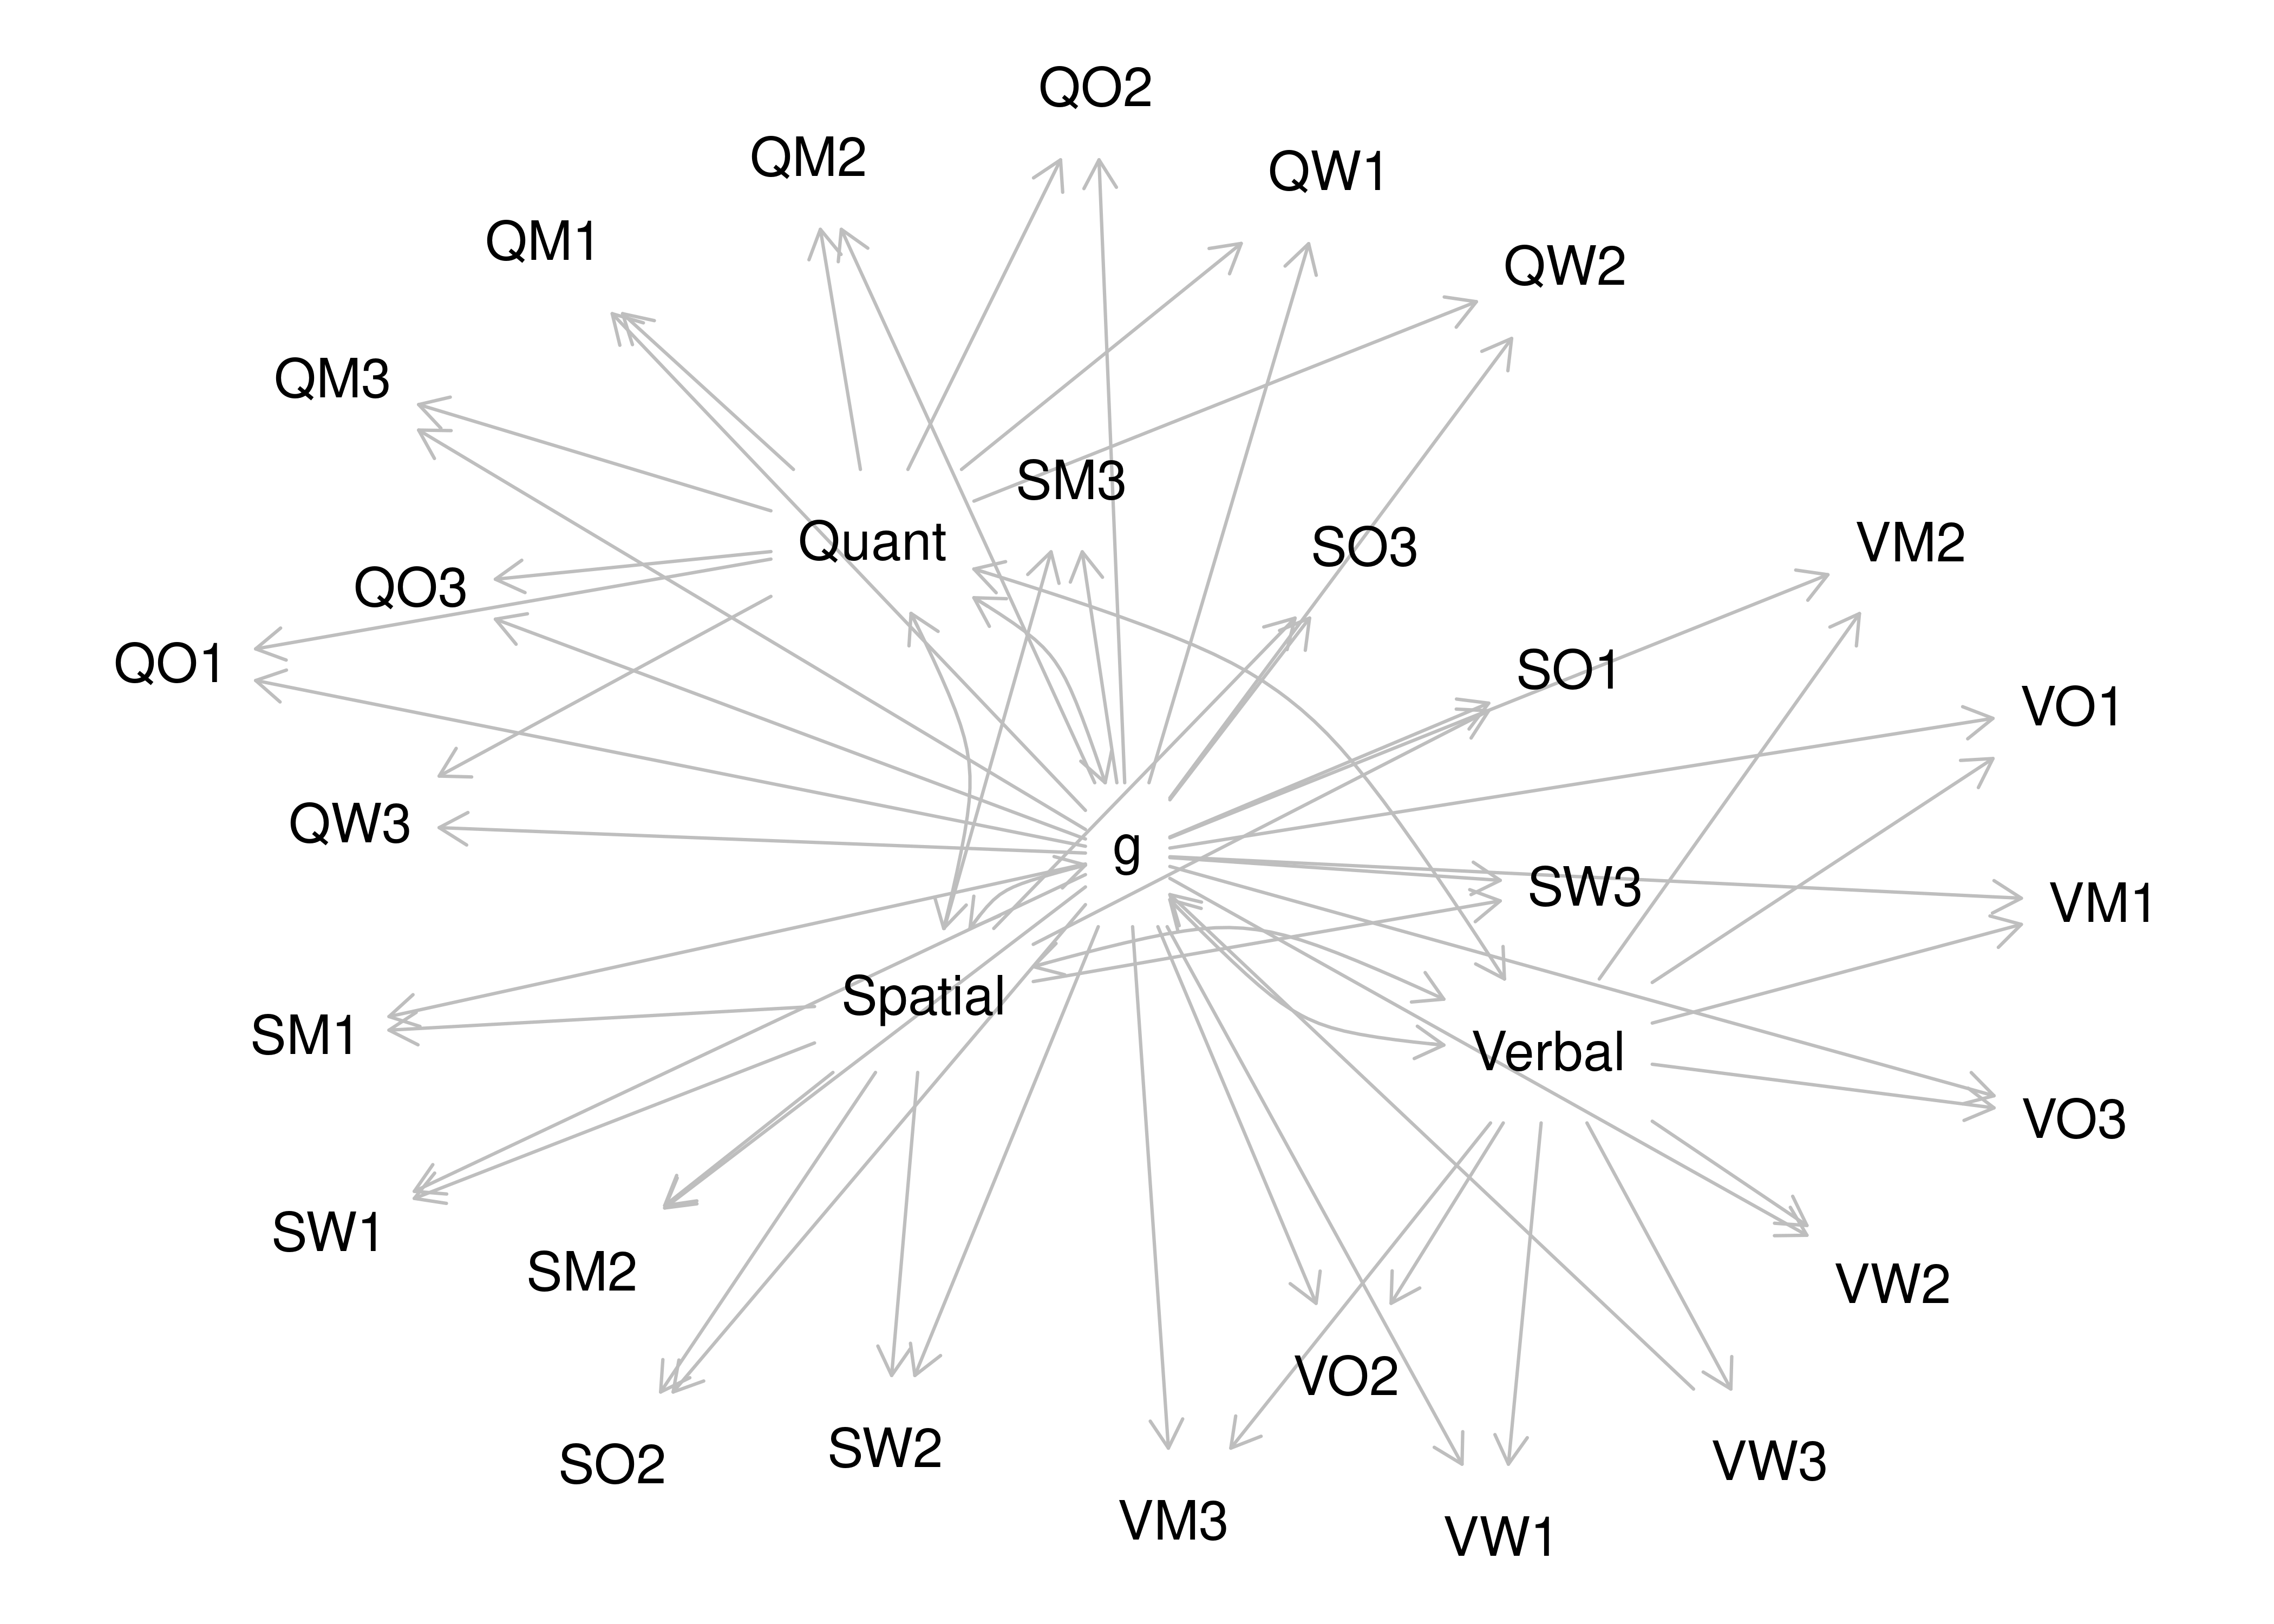 QO2
QM2
QW1
QM1
QW2
QM3
SM3
Quant
SO3
VM2
QO3
QO1
SO1
VO1
QW3
g
SW3
VM1
Spatial
SM1
Verbal
VO3
SW1
SM2
VW2
VO2
SO2
SW2
VW3
VM3
VW1